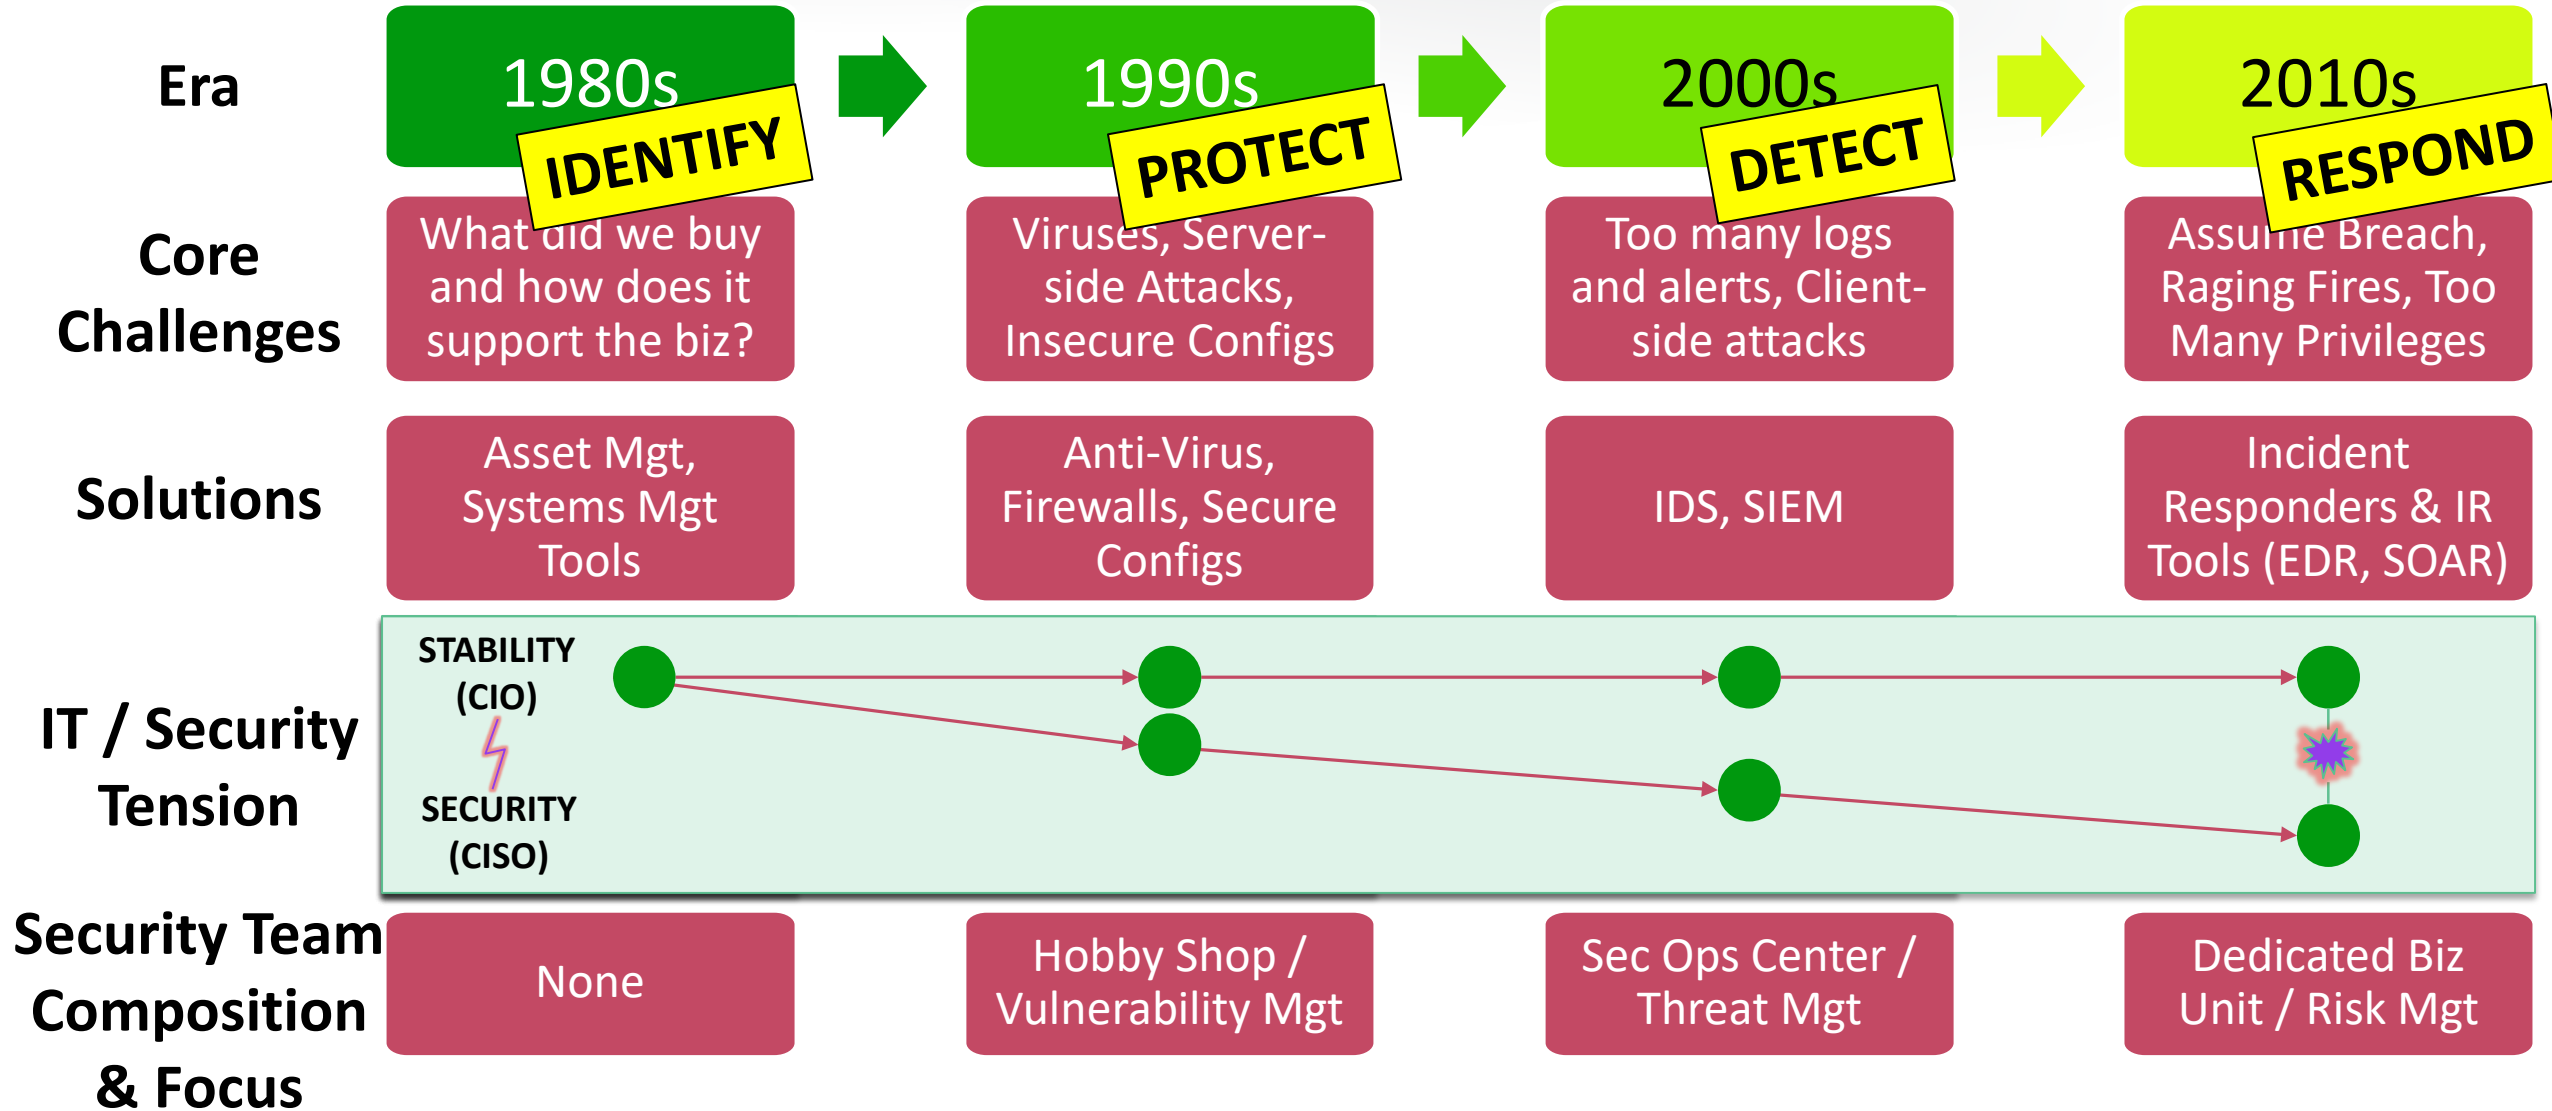 Era
1980s
1990s
2000s
2010s
IDENTIFY
PROTECT
DETECT
RESPOND
Core
Challenges
What did we buy
and how does it
support the biz?
Viruses, Server-
side Attacks,
Insecure Configs
Too many logs
and alerts, Client-
side attacks
Assume Breach,
Raging Fires, Too
Many Privileges
Solutions
Asset Mgt,
Systems Mgt
Tools
Anti-Virus,
Firewalls, Secure
Configs
IDS, SIEM
Incident
Responders & IR
Tools (EDR, SOAR)
IT / Security
Tension
STABILITY
(CIO)
SECURITY
(CISO)
Security Team
Composition
& Focus
None
Hobby Shop /
Vulnerability Mgt
Sec Ops Center /
Threat Mgt
Dedicated Biz
Unit / Risk Mgt